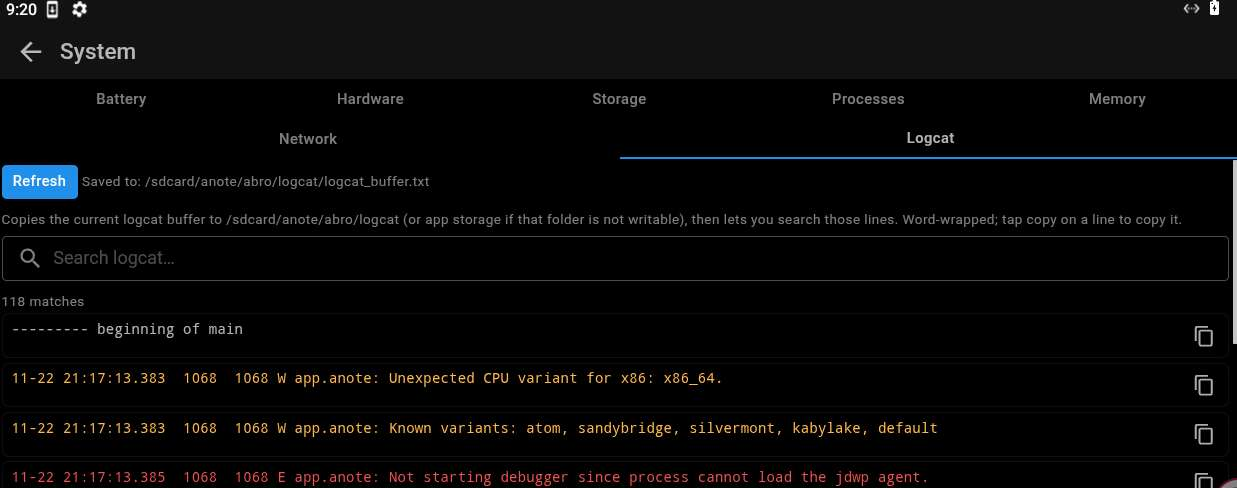 9:20
System
Battery Hardware Storage Processes Memory
Network Logcat
Refresh Saved to: /sdcard/anote/abro/logcat/logcat_buffer.txt
Copies the current logcat buffer to /sdcard/anote/abro/logcat (or app storage if that folder is not writable), then lets you search those lines. Word-wrapped; tap copy on a line to copy it.
Search logcat…
118 matches
--------- beginning of main
11-22 21:17:13.383  1068  1068 W app.anote: Unexpected CPU variant for x86: x86_64.
11-22 21:17:13.383  1068  1068 W app.anote: Known variants: atom, sandybridge, silvermont, kabylake, default
11-22 21:17:13.385  1068  1068 E app.anote: Not starting debugger since process cannot load the jdwp agent.